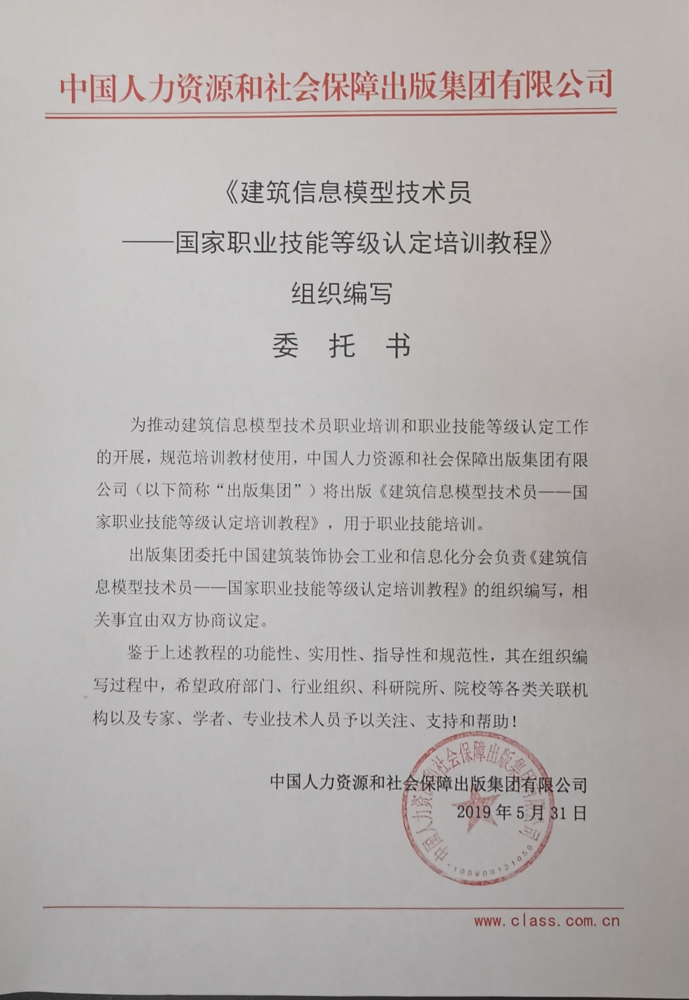 中国人力资源和社会保障出版集团有限公司
《建筑信息模型技术员
——国家职业技能等级认定培训教程》
组织编写
委 托 书
为推动建筑信息模型技术员职业培训和职业技能等级认定工作
的开展，规范培训教材使用，中国人力资源和社会保障出版集团有限
公司（以下简称“出版集团”）将出版《建筑信息模型技术员——国
家职业技能等级认定培训教程》，用于职业技能培训。
出版集团委托中国建筑装饰协会工业和信息化分会负责《建筑信
息模型技术员——国家职业技能等级认定培训教程》的组织编写，相
关事宜由双方协商议定。
鉴于上述教程的功能性、实用性、指导性和规范性，其在组织编
写过程中，希望政府部门、行业组织、科研院所、院校等各类关联机
构以及专家、学者、专业技术人员予以关注、支持和帮助！
中国人力资源和社会保障出版集团有限公司
2019 年 5 月 31 日
中国人力资源和社会保障出版集团有限公司
www.class.com.cn